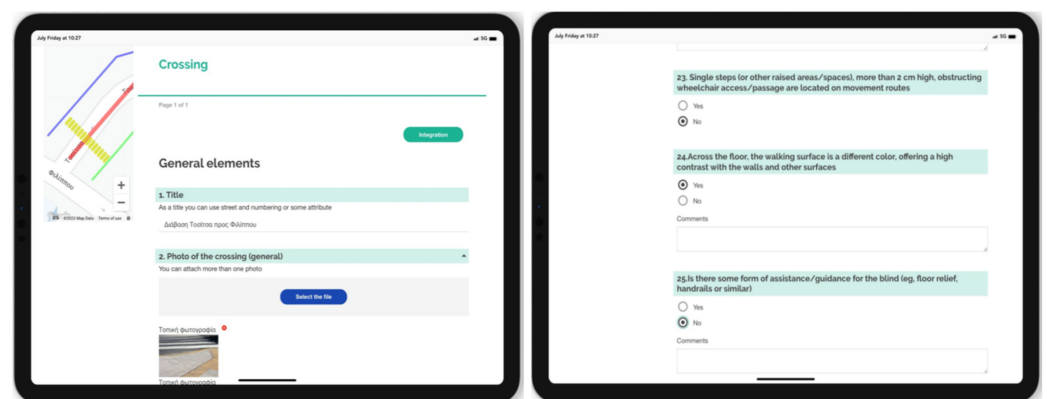 July Friday at 10:27
5G
Crossing
Page 1 of 1
Integration
General elements
1. Title
As a title you can use street and numbering or some attribute
Διάβαση Τοσίτσα προς Φιλίππου
2. Photo of the crossing (general)
You can attach more than one photo
Select the file
Τοπική φωτογραφία
Τοπική φωτογραφία
Φιλίππου
+
−
©2022 Map Data Terms of use
July Friday at 10:27
5G
23. Single steps (or other raised areas/spaces), more than 2 cm high, obstructing
wheelchair access/passage are located on movement routes
Yes
No
24.Across the floor, the walking surface is a different color, offering a high
contrast with the walls and other surfaces
Yes
No
Comments
25.Is there some form of assistance/guidance for the blind (eg, floor relief,
handrails or similar)
Yes
No
Comments